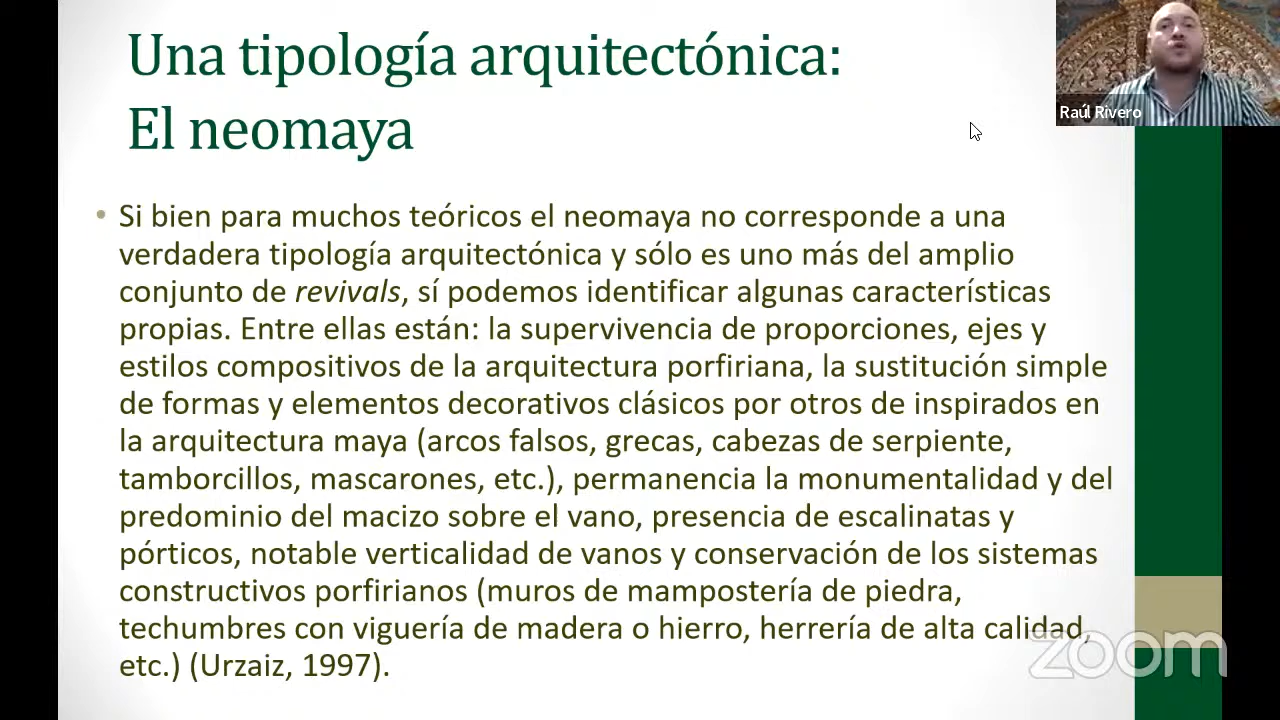 Una tipología arquitectónica:
El neomaya
Raúl Rivero
• Si bien para muchos teóricos el neomaya no corresponde a una
verdadera tipología arquitectónica y sólo es uno más del amplio
conjunto de revivals, sí podemos identificar algunas características
propias. Entre ellas están: la supervivencia de proporciones, ejes y
estilos compositivos de la arquitectura porfiriana, la sustitución simple
de formas y elementos decorativos clásicos por otros de inspirados en
la arquitectura maya (arcos falsos, grecas, cabezas de serpiente,
tamborcillos, mascarones, etc.), permanencia la monumentalidad y del
predominio del macizo sobre el vano, presencia de escalinatas y
pórticos, notable verticalidad de vanos y conservación de los sistemas
constructivos porfirianos (muros de mampostería de piedra,
techumbres con viguería de madera o hierro, herrería de alta calidad,
etc.) (Urzaiz, 1997).
zoom